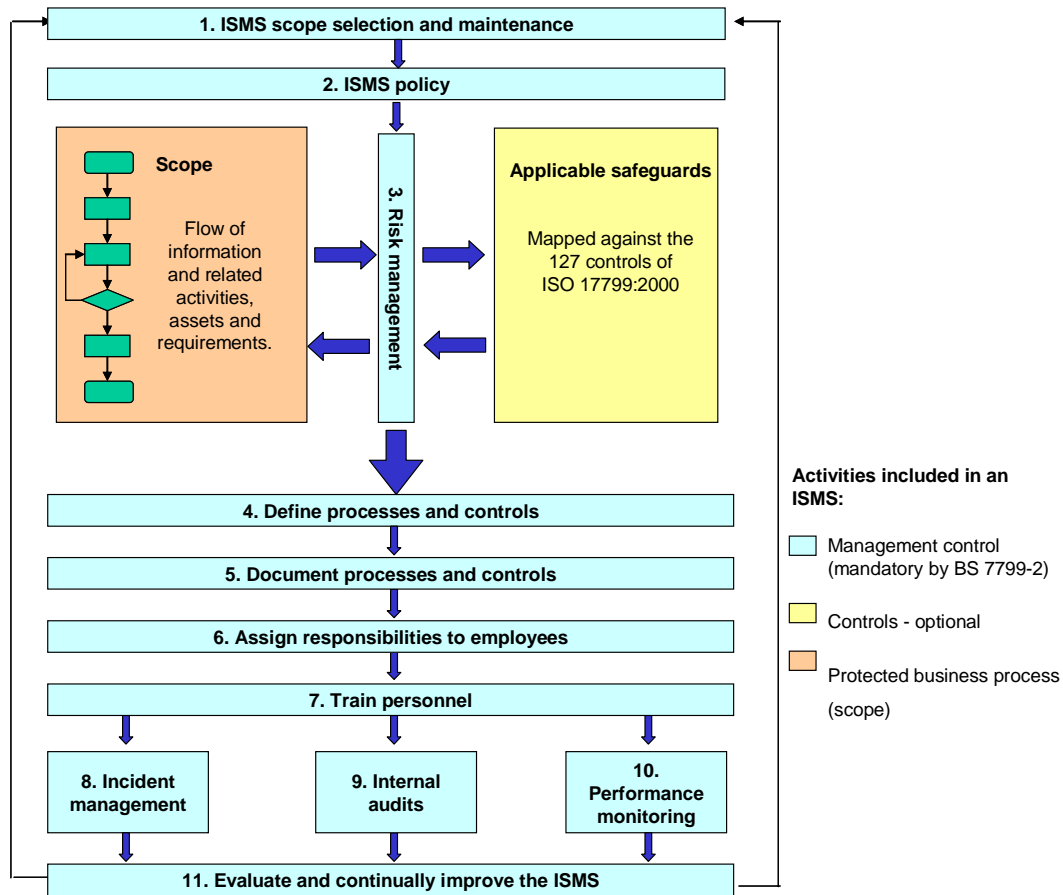 1. ISMS scope selection and maintenance
2. ISMS policy
Scope
Flow of
information
and related
activities,
assets and
requirements.
3. Risk management
Applicable safeguards
Mapped against the
127 controls of
ISO 17799:2000
4. Define processes and controls
5. Document processes and controls
6. Assign responsibilities to employees
7. Train personnel
8. Incident
management
9. Internal
audits
10.
Performance
monitoring
11. Evaluate and continually improve the ISMS
Activities included in an
ISMS:
Management control
(mandatory by BS 7799-2)
Controls - optional
Protected business process
(scope)